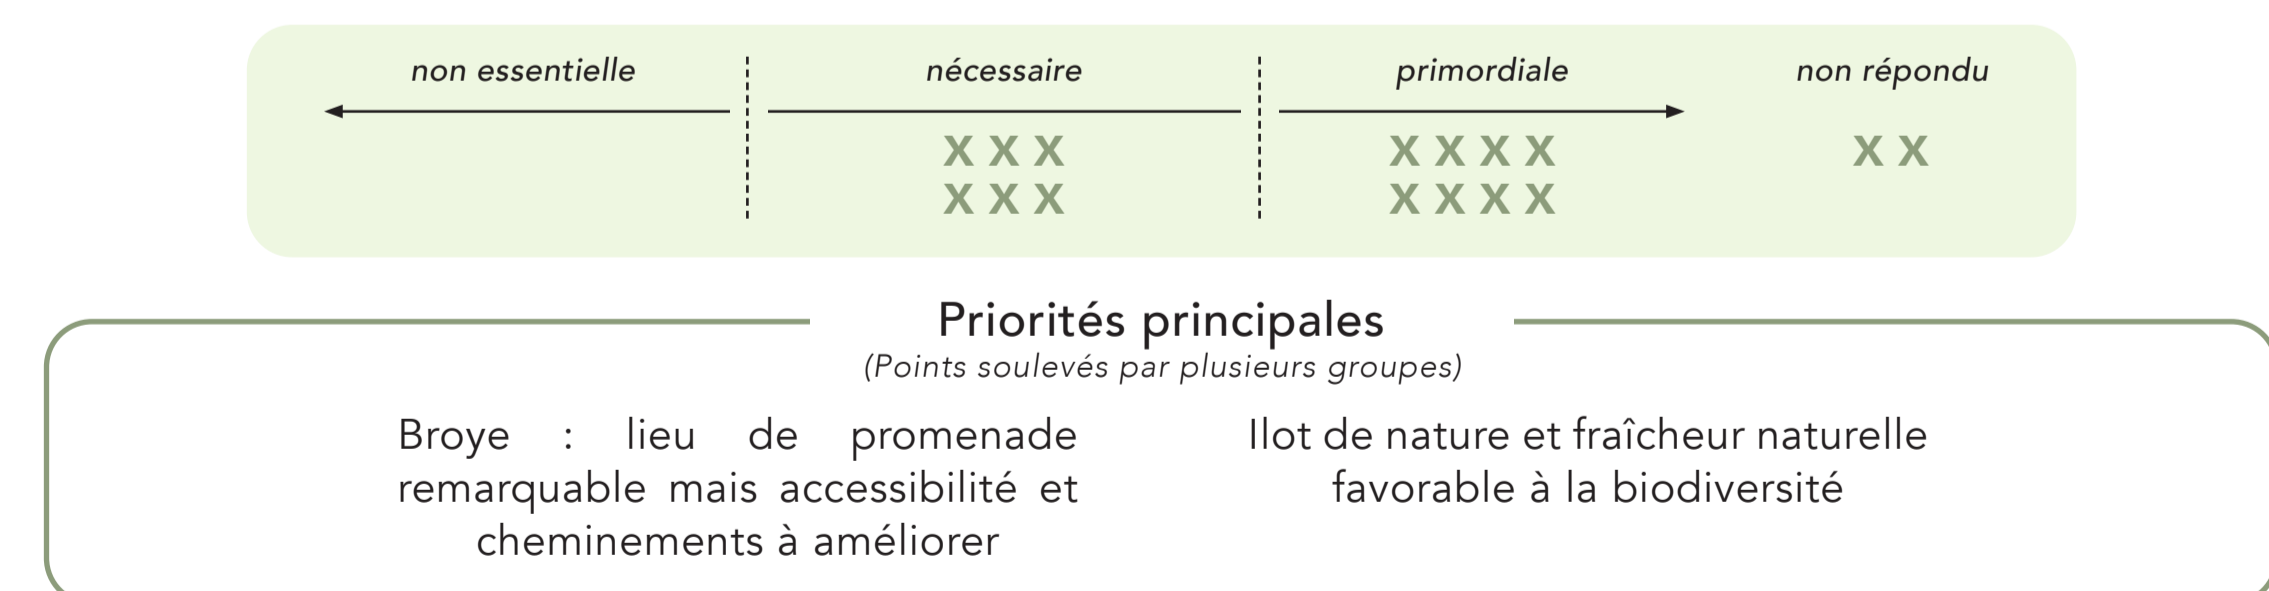 non essentielle
nécessaire
primordiale
non répondu
X X X
X X X X
X X
X X X
X X X X
Priorités principales
(Points soulevés par plusieurs groupes)
Broye : lieu de promenade
remarquable mais accessibilité et
cheminements à améliorer
Ilot de nature et fraîcheur naturelle
favorable à la biodiversité